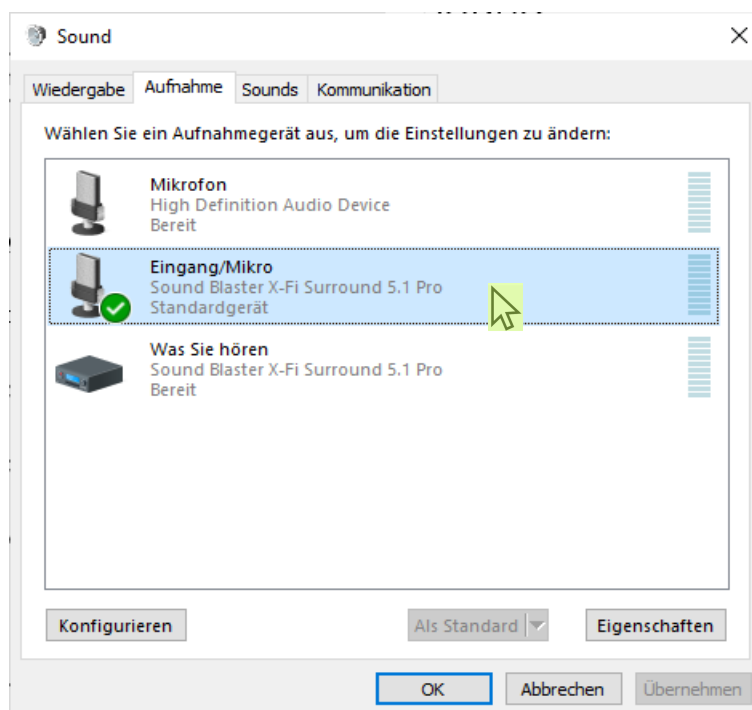 Sound
Wiedergabe Aufnahme Sounds Kommunikation
Wählen Sie ein Aufnahmegerät aus, um die Einstellungen zu ändern:
Mikrofon
High Definition Audio Device
Bereit
Eingang/Mikro
Sound Blaster X-Fi Surround 5.1 Pro
Standardgerät
Was Sie hören
Sound Blaster X-Fi Surround 5.1 Pro
Bereit
Konfigurieren Als Standard Eigenschaften
OK Abbrechen Übernehmen